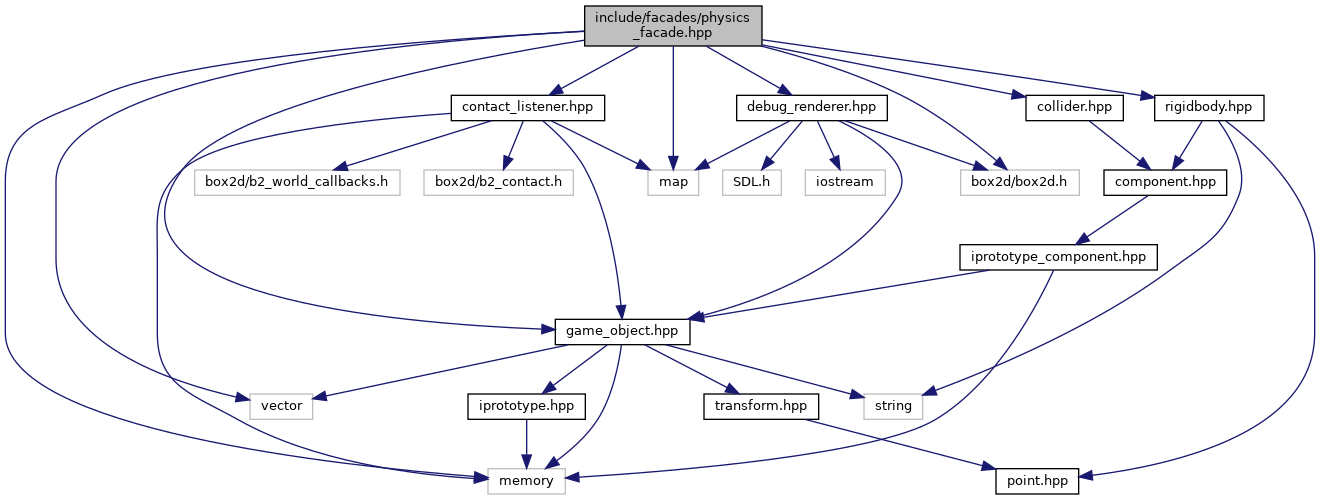 include/facades/physics
_facade.hpp
contact_listener.hpp
debug_renderer.hpp
collider.hpp
rigidbody.hpp
box2d/b2_world_callbacks.h
box2d/b2_contact.h
map
SDL.h
iostream
box2d/box2d.h
component.hpp
iprototype_component.hpp
game_object.hpp
vector
iprototype.hpp
transform.hpp
string
memory
point.hpp